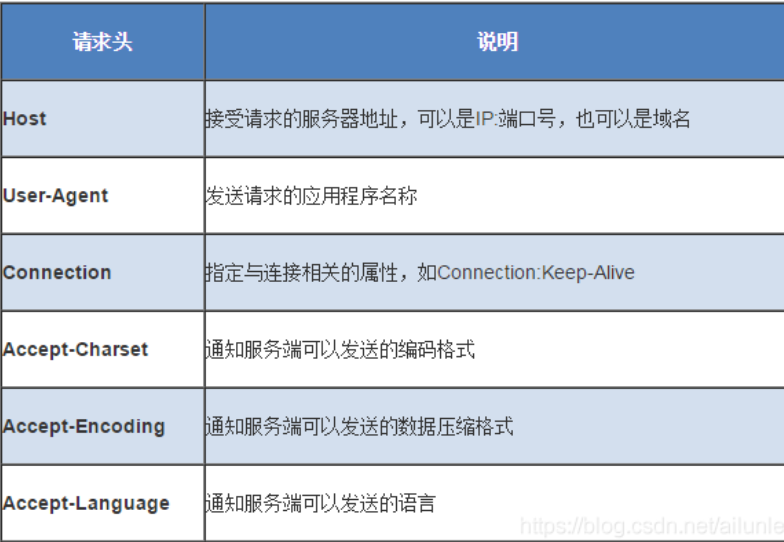 请求头 说明
Host 接受请求的服务器地址，可以是IP:端口号，也可以是域名
User-Agent 发送请求的应用程序名称
Connection 指定与连接相关的属性，如Connection:Keep-Alive
Accept-Charset 通知服务端可以发送的编码格式
Accept-Encoding 通知服务端可以发送的数据压缩格式
Accept-Language 通知服务端可以发送的语言
https://blog.csdn.net/ailunle